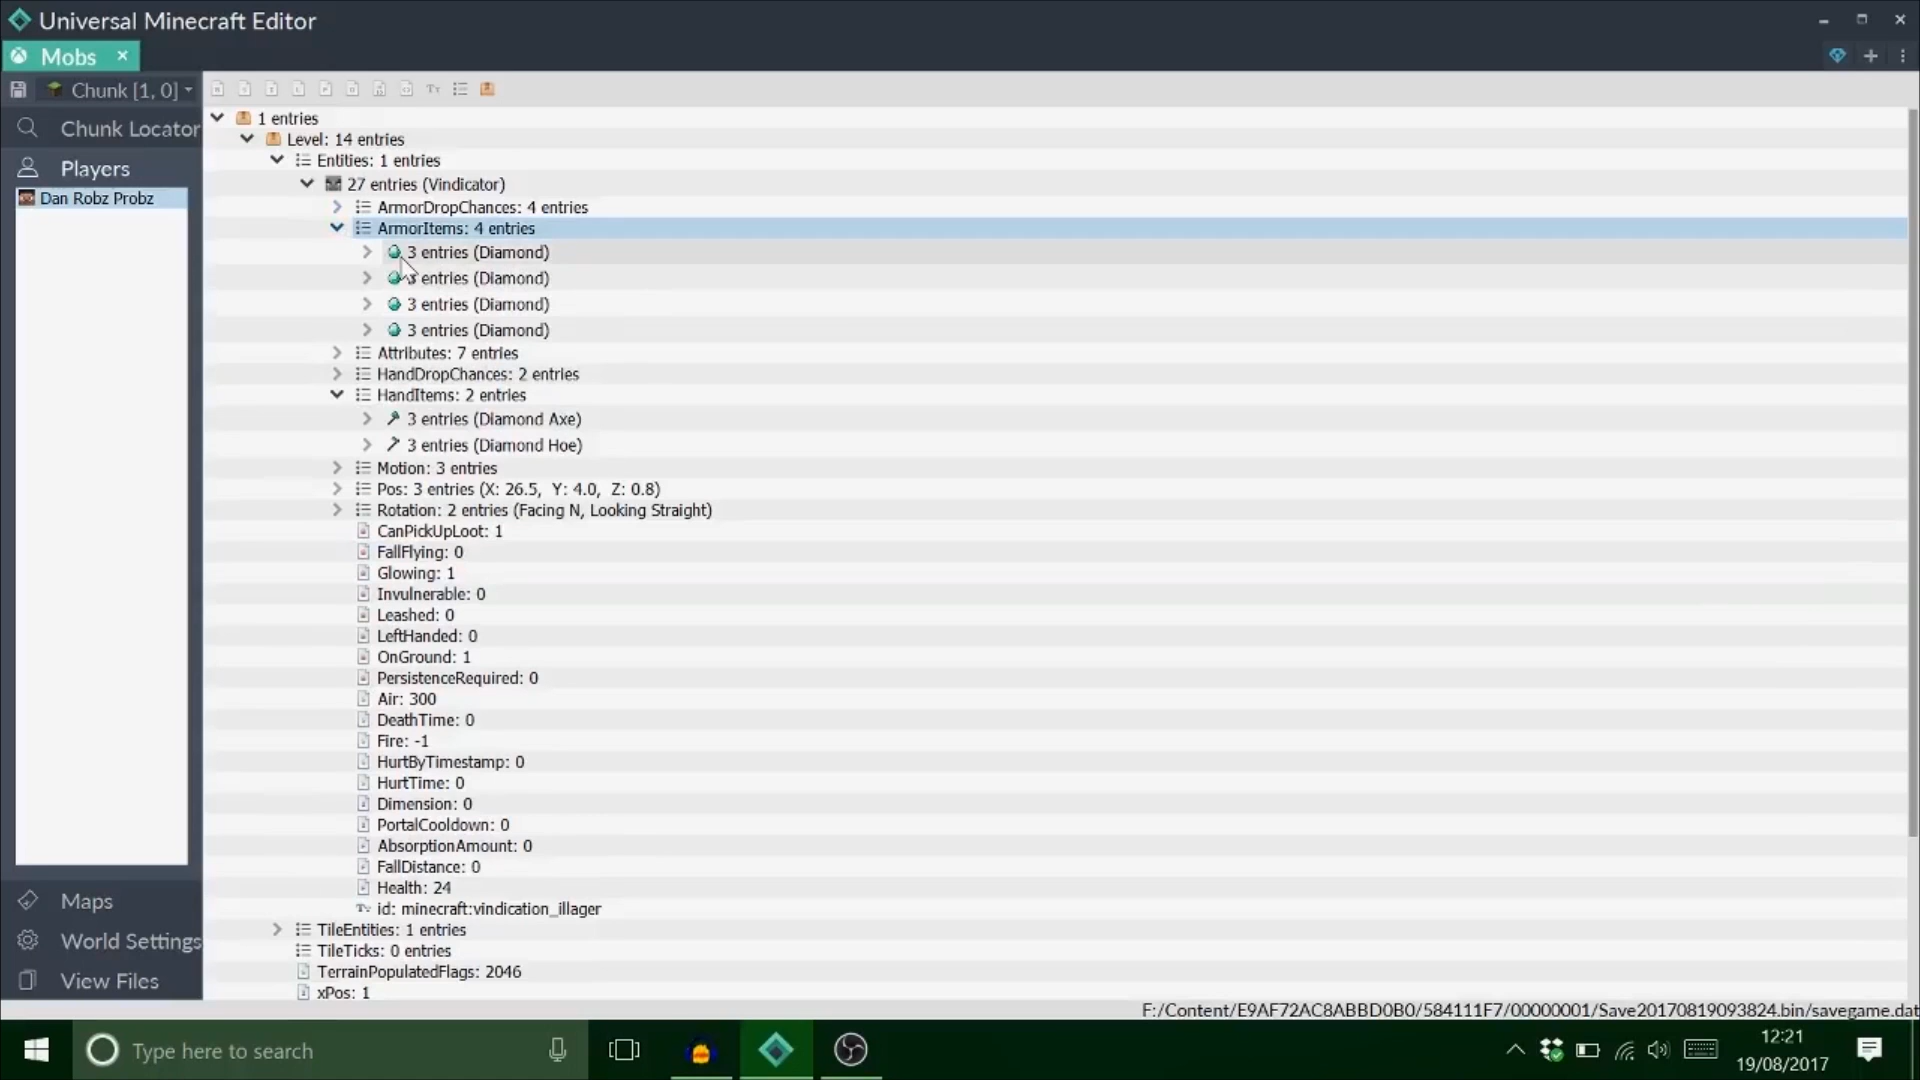 Universal Minecraft Editor
Mobs
Chunk [1, 0]
Chunk Locator
Players
Dan Robz Probz
1 entries
Level: 14 entries
Entities: 1 entries
27 entries (Vindicator)
ArmorDropChances: 4 entries
ArmorItems: 4 entries
3 entries (Diamond)
3 entries (Diamond)
3 entries (Diamond)
3 entries (Diamond)
Attributes: 7 entries
HandDropChances: 2 entries
HandItems: 2 entries
3 entries (Diamond Axe)
3 entries (Diamond Hoe)
Motion: 3 entries
Pos: 3 entries (X: 26.5, Y: 4.0, Z: 0.8)
Rotation: 2 entries (Facing N, Looking Straight)
CanPickUpLoot: 1
FallFlying: 0
Glowing: 1
Invulnerable: 0
Leashed: 0
LeftHanded: 0
OnGround: 1
PersistenceRequired: 0
Air: 300
DeathTime: 0
Fire: -1
HurtByTimestamp: 0
HurtTime: 0
Dimension: 0
PortalCooldown: 0
AbsorptionAmount: 0
FallDistance: 0
Health: 24
id: minecraft:vindication_illager
TileEntities: 1 entries
TileTicks: 0 entries
TerrainPopulatedFlags: 2046
xPos: 1
Maps
World Settings
View Files
F:/Content/E9AF72AC8ABBD0B0/584111F7/00000001/Save20170819093824.bin/savegame.dat
Type here to search
12:21
19/08/2017